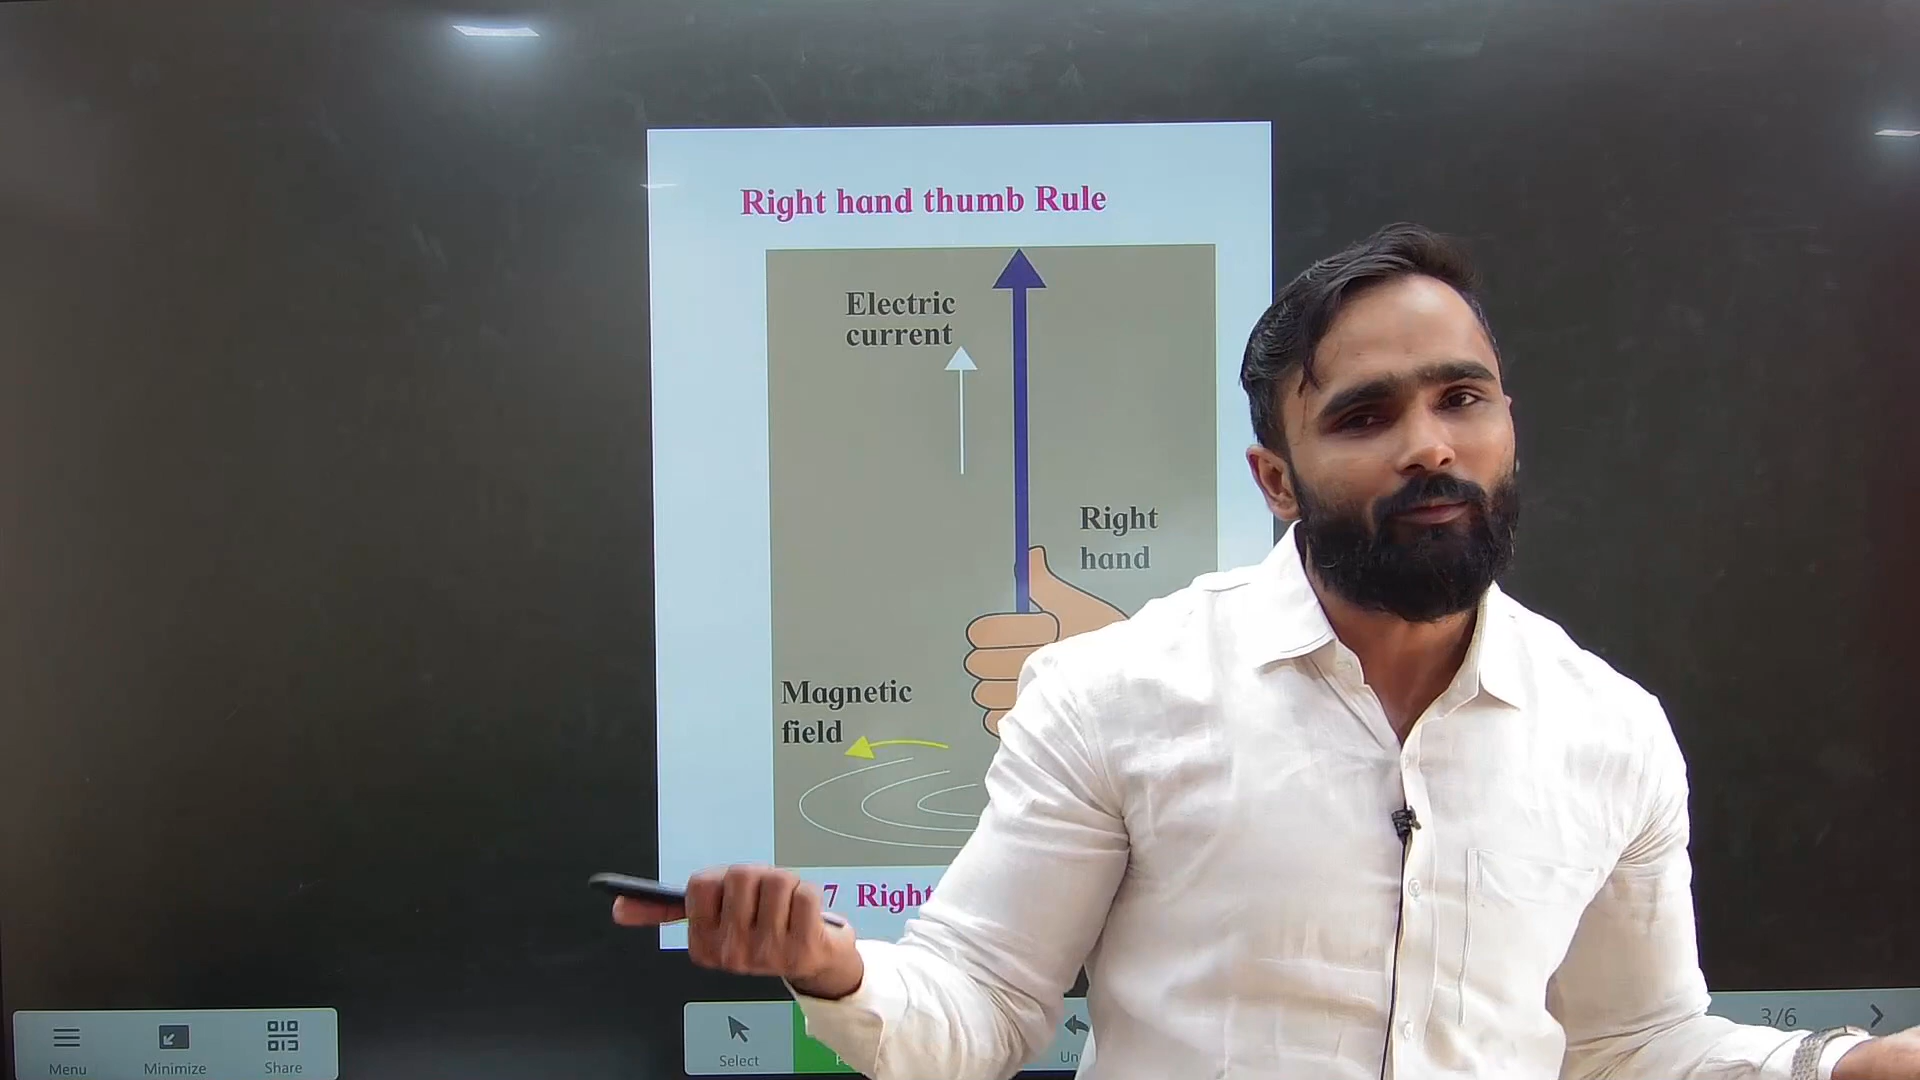 Right hand thumb Rule
Electric
current
Right
hand
Magnetic
field
7 Right
Menu
Minimize
Share
Select
3/6